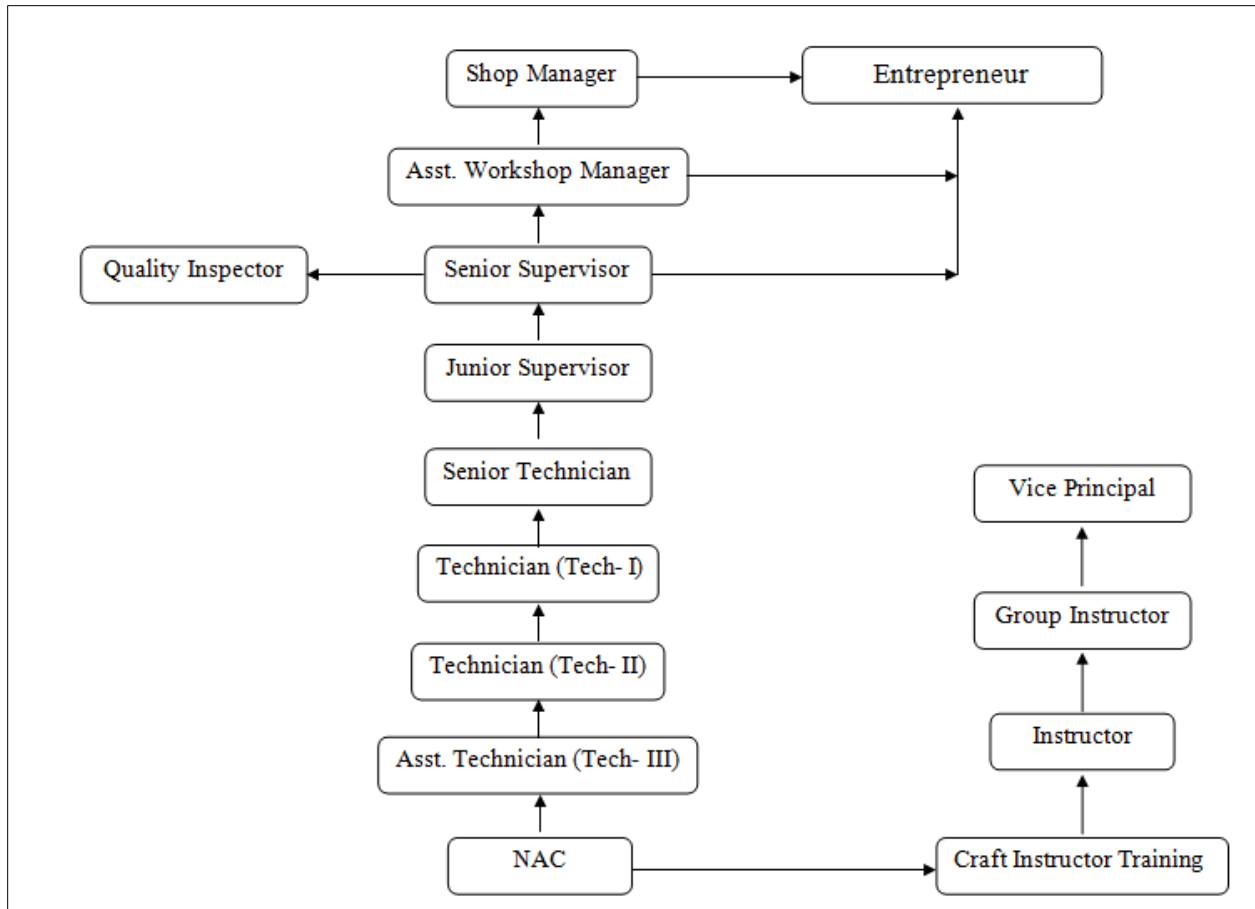 Shop Manager
Entrepreneur
Asst. Workshop Manager
Quality Inspector
Senior Supervisor
Junior Supervisor
Senior Technician
Vice Principal
Technician (Tech- I)
Group Instructor
Technician (Tech- II)
Instructor
Asst. Technician (Tech- III)
NAC
Craft Instructor Training